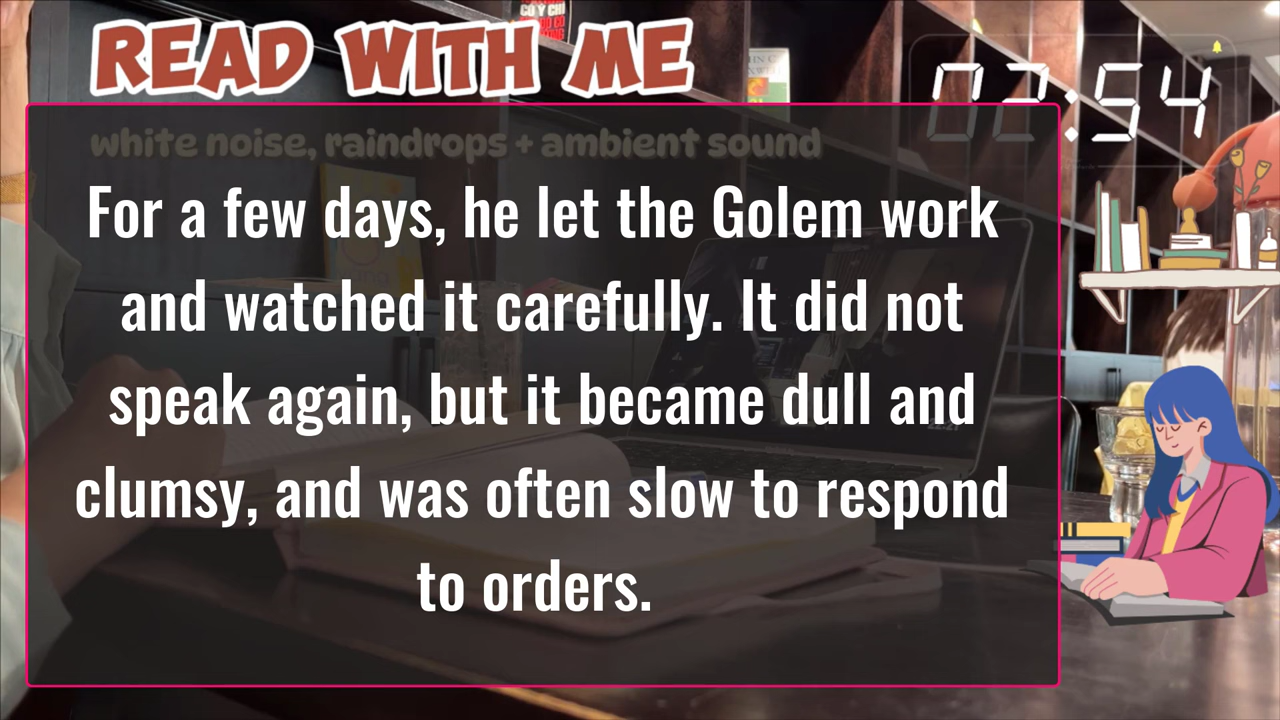 READ WITH ME
02:54
white noise, raindrops + ambient sound
For a few days, he let the Golem work
and watched it carefully. It did not
speak again, but it became dull and
clumsy, and was often slow to respond
to orders.